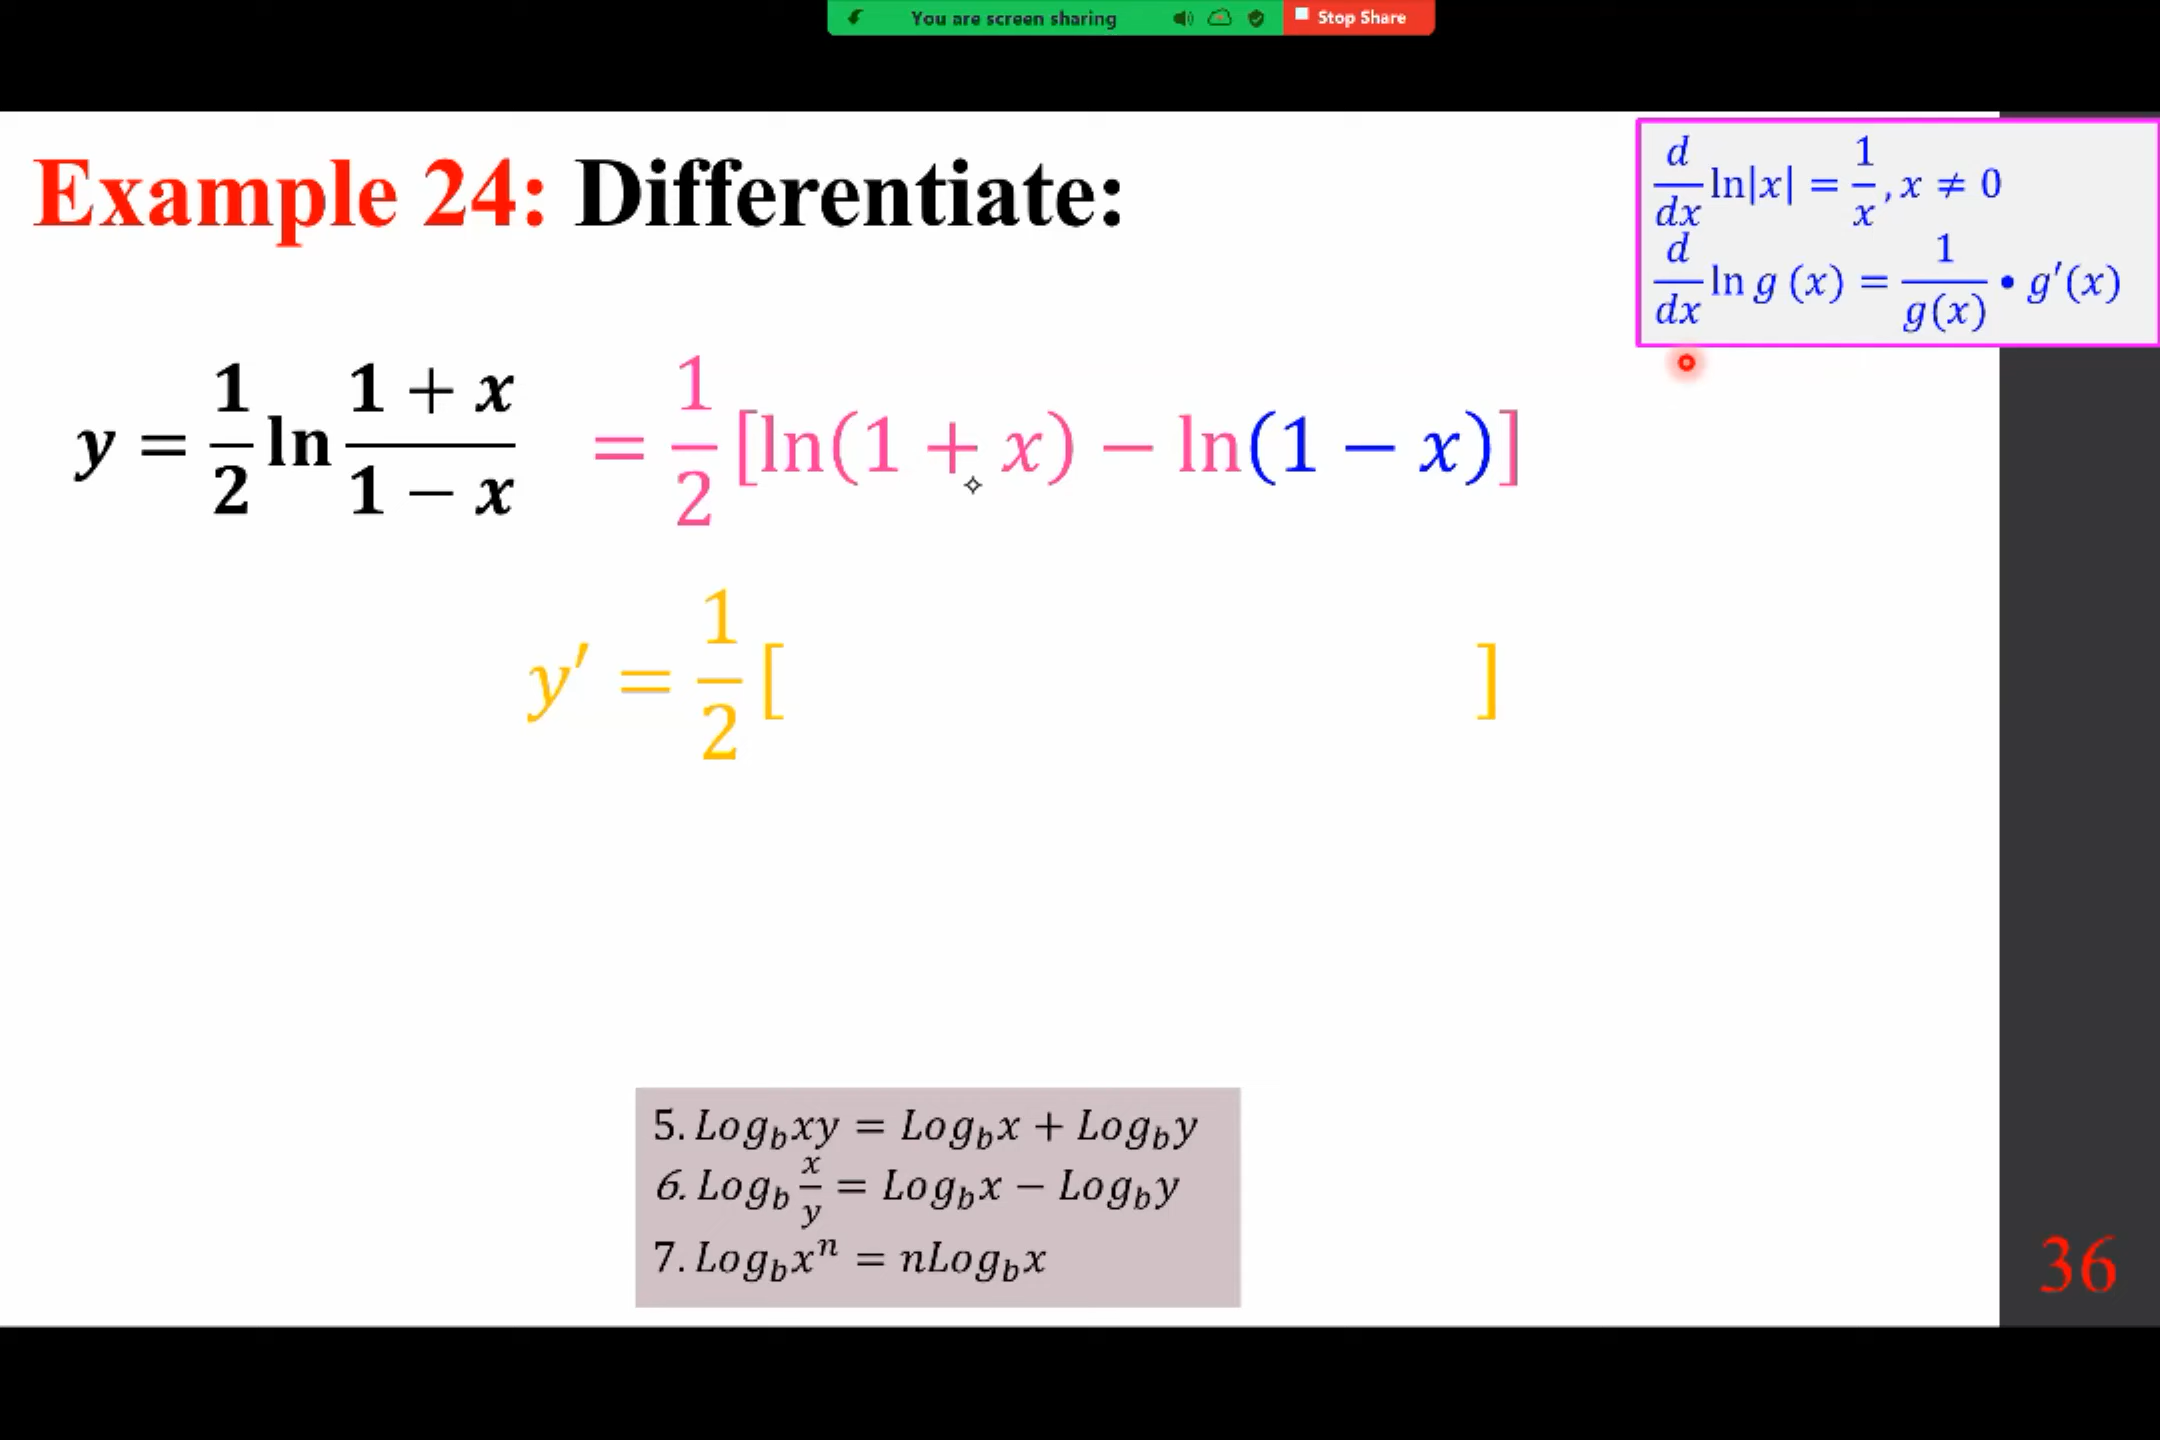 You are screen sharing Stop Share
Example 24: Differentiate:
d/dx ln|x| = 1/x, x ≠ 0
d/dx ln g (x) = 1/g(x) • g′(x)
y = 1/2 ln (1 + x)/(1 − x) = 1/2 [ln(1 + x) − ln(1 − x)]
y′ = 1/2 [ ]
5. Log_b xy = Log_b x + Log_b y
6. Log_b x/y = Log_b x − Log_b y
7. Log_b xⁿ = nLog_b x
36